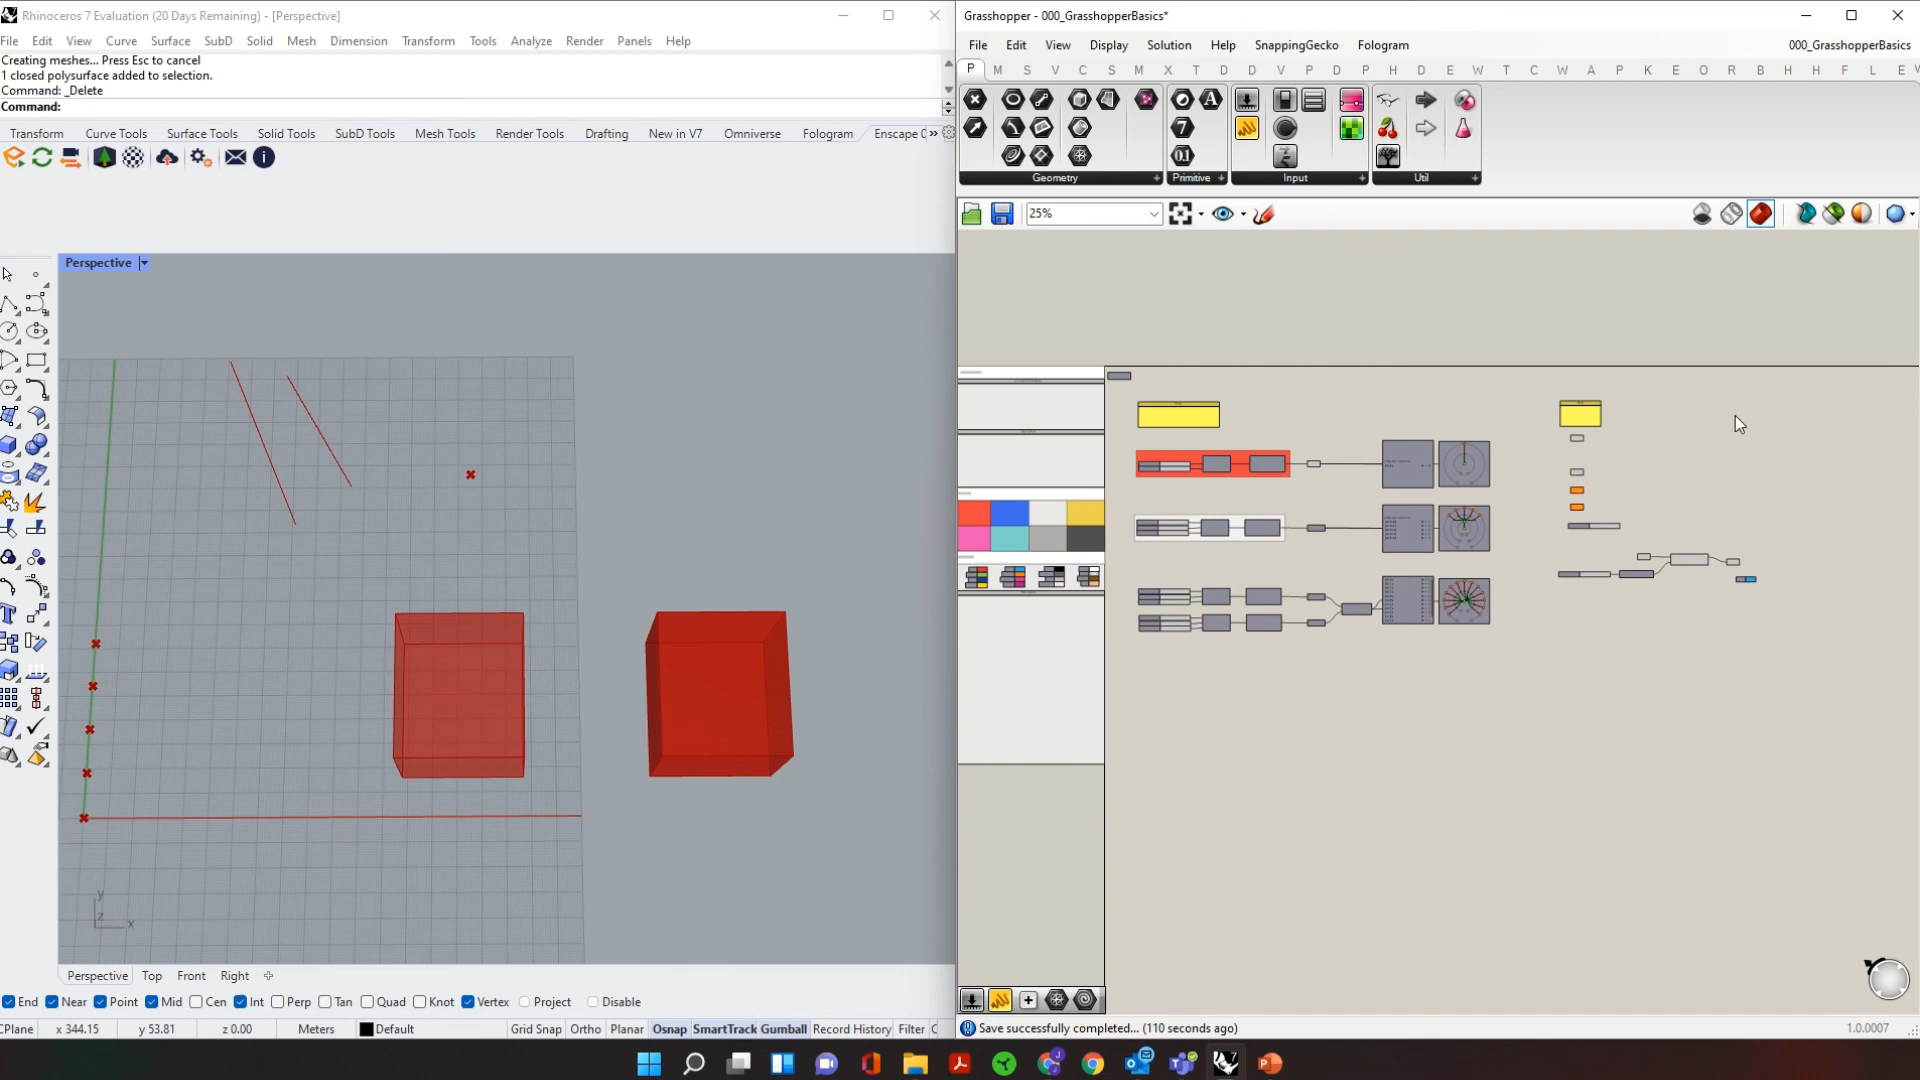 Rhinoceros 7 Evaluation (20 Days Remaining) - [Perspective]
File Edit View Curve Surface SubD Solid Mesh Dimension Transform Tools Analyze Render Panels Help
Creating meshes... Press Esc to cancel
1 closed polysurface added to selection.
Command: _Delete
Command:
Transform Curve Tools Surface Tools Solid Tools SubD Tools Mesh Tools Render Tools Drafting New in V7 Omniverse Fologram Enscape
Perspective
y
z
x
Perspective Top Front Right
End Near Point Mid Cen Int Perp Tan Quad Knot Vertex Project Disable
CPlane x 344.15 y 53.81 z 0.00 Meters Default Grid Snap Ortho Planar Osnap SmartTrack Gumball Record History Filter C
Grasshopper - 000_GrasshopperBasics*
File Edit View Display Solution Help SnappingGecko Fologram 000_GrasshopperBasics
P M S V C S M X T D D V P D P H D E W T C W A P K E O R B H H F L E V
Geometry Primitive Input Util
25%
Save successfully completed... (110 seconds ago) 1.0.0007